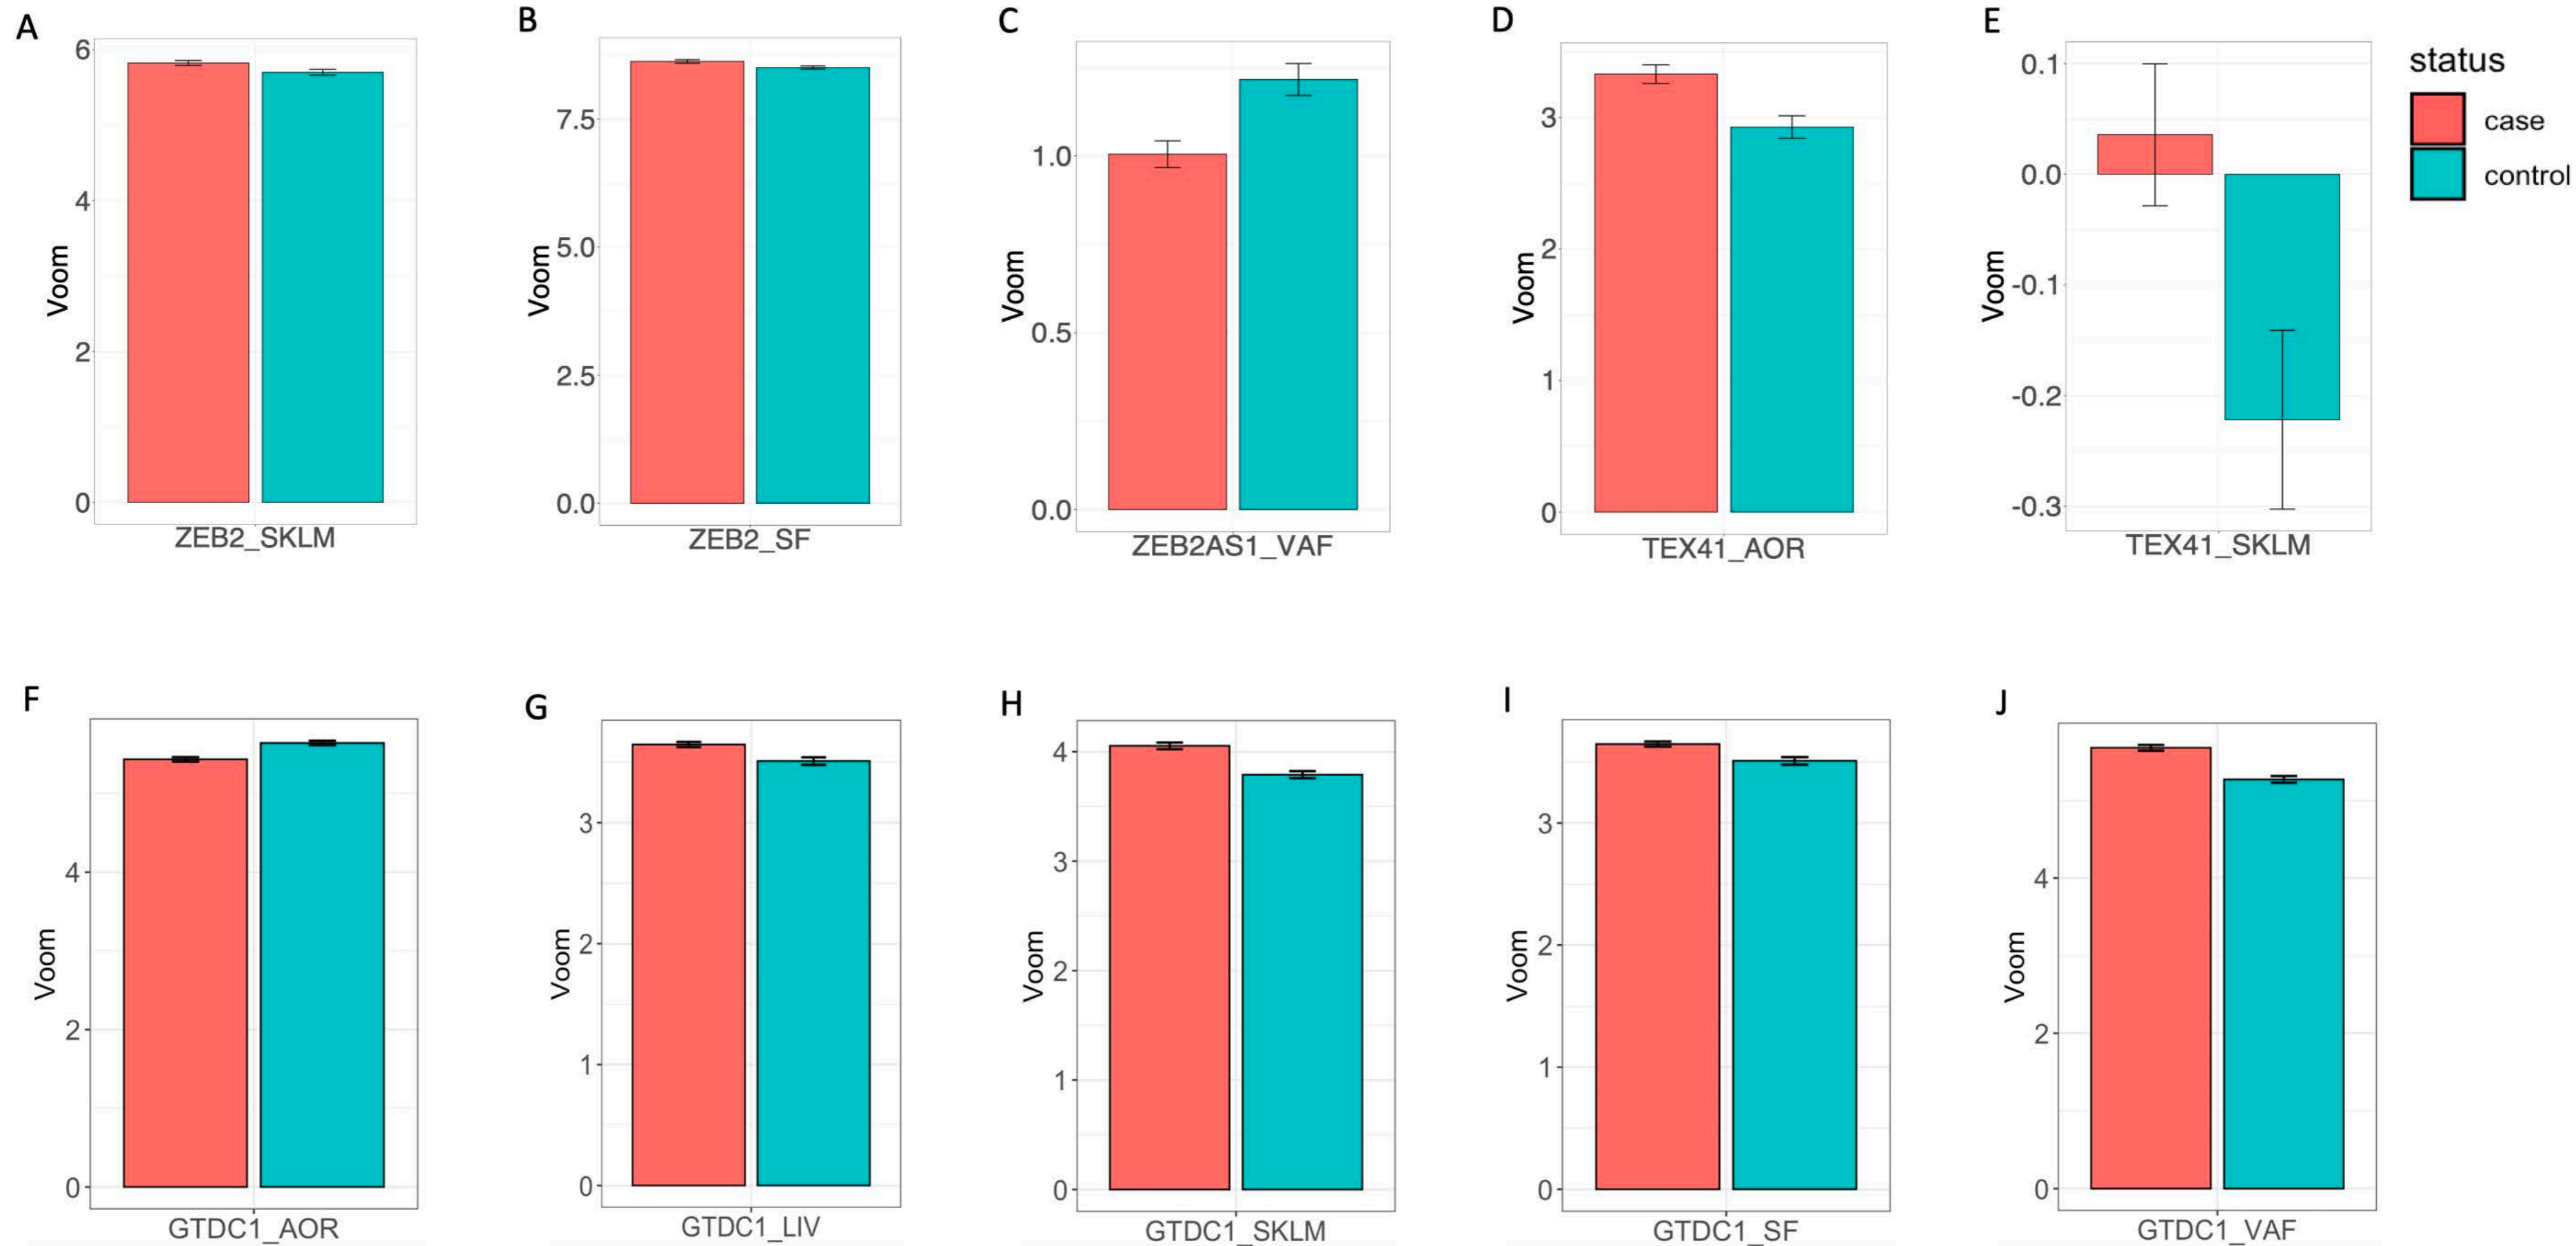 A
B
C
D
E
status
case
control
Voom
6
4
2
0
ZEB2_SKLM
Voom
7.5
5.0
2.5
0.0
ZEB2_SF
Voom
1.0
0.5
0.0
ZEB2AS1_VAF
Voom
3
2
1
0
TEX41_AOR
Voom
0.1
0.0
-0.1
-0.2
-0.3
TEX41_SKLM
F
G
H
I
J
Voom
4
2
0
GTDC1_AOR
Voom
3
2
1
0
GTDC1_LIV
Voom
4
3
2
1
0
GTDC1_SKLM
Voom
3
2
1
0
GTDC1_SF
Voom
4
2
0
GTDC1_VAF